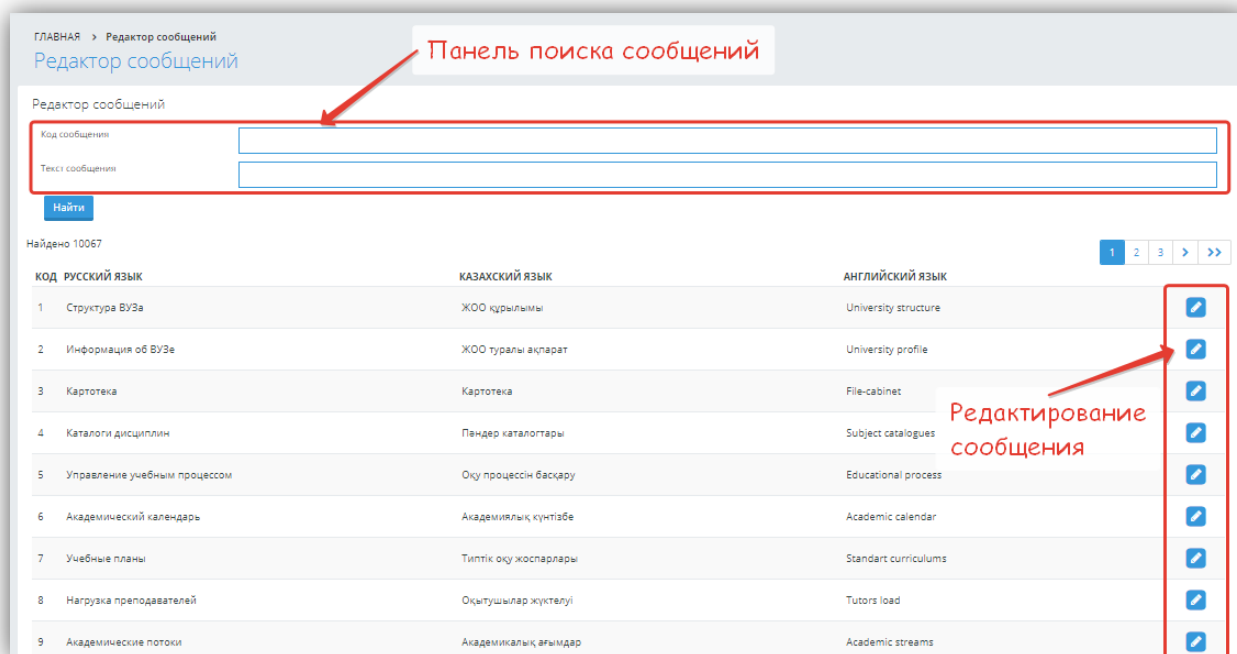 ГЛАВНАЯ > Редактор сообщений
Редактор сообщений
Панель поиска сообщений
Редактор сообщений
Код сообщения
Текст сообщения
Найти
Найдено 10067
1 2 3 > >>
КОД РУССКИЙ ЯЗЫК КАЗАХСКИЙ ЯЗЫК АНГЛИЙСКИЙ ЯЗЫК
1 Структура ВУЗа ЖОО құрылымы University structure
2 Информация об ВУЗе ЖОО туралы ақпарат University profile
3 Картотека Картотека File-cabinet
Редактирование
сообщения
4 Каталоги дисциплин Пәндер каталогтары Subject catalogues
5 Управление учебным процессом Оқу процессін басқару Educational process
6 Академический календарь Академиялық күнтізбе Academic calendar
7 Учебные планы Типтік оқу жоспарлары Standart curriculums
8 Нагрузка преподавателей Оқытушылар жүктелуі Tutors load
9 Академические потоки Академикалық ағымдар Academic streams